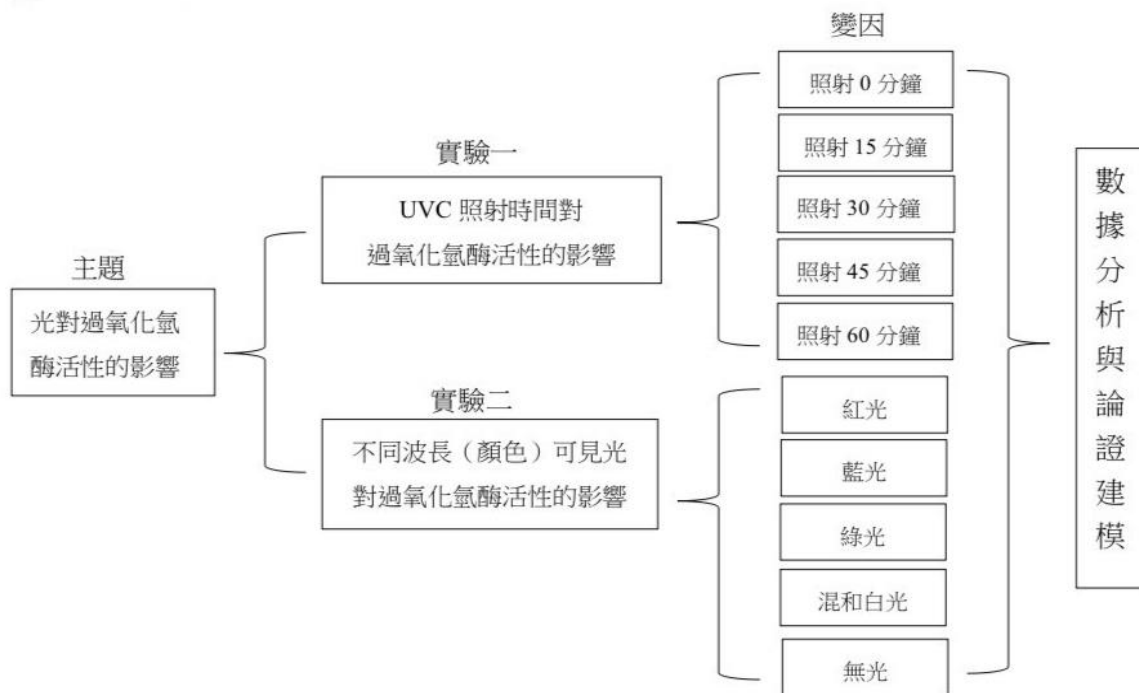 變因
照射 0 分鐘
照射 15 分鐘
照射 30 分鐘
照射 45 分鐘
照射 60 分鐘
實驗一
UVC 照射時間對
過氧化氫酶活性的影響
主題
光對過氧化氫
酶活性的影響
實驗二
不同波長（顏色）可見光
對過氧化氫酶活性的影響
紅光
藍光
綠光
混和白光
無光
數據分析與論證建模